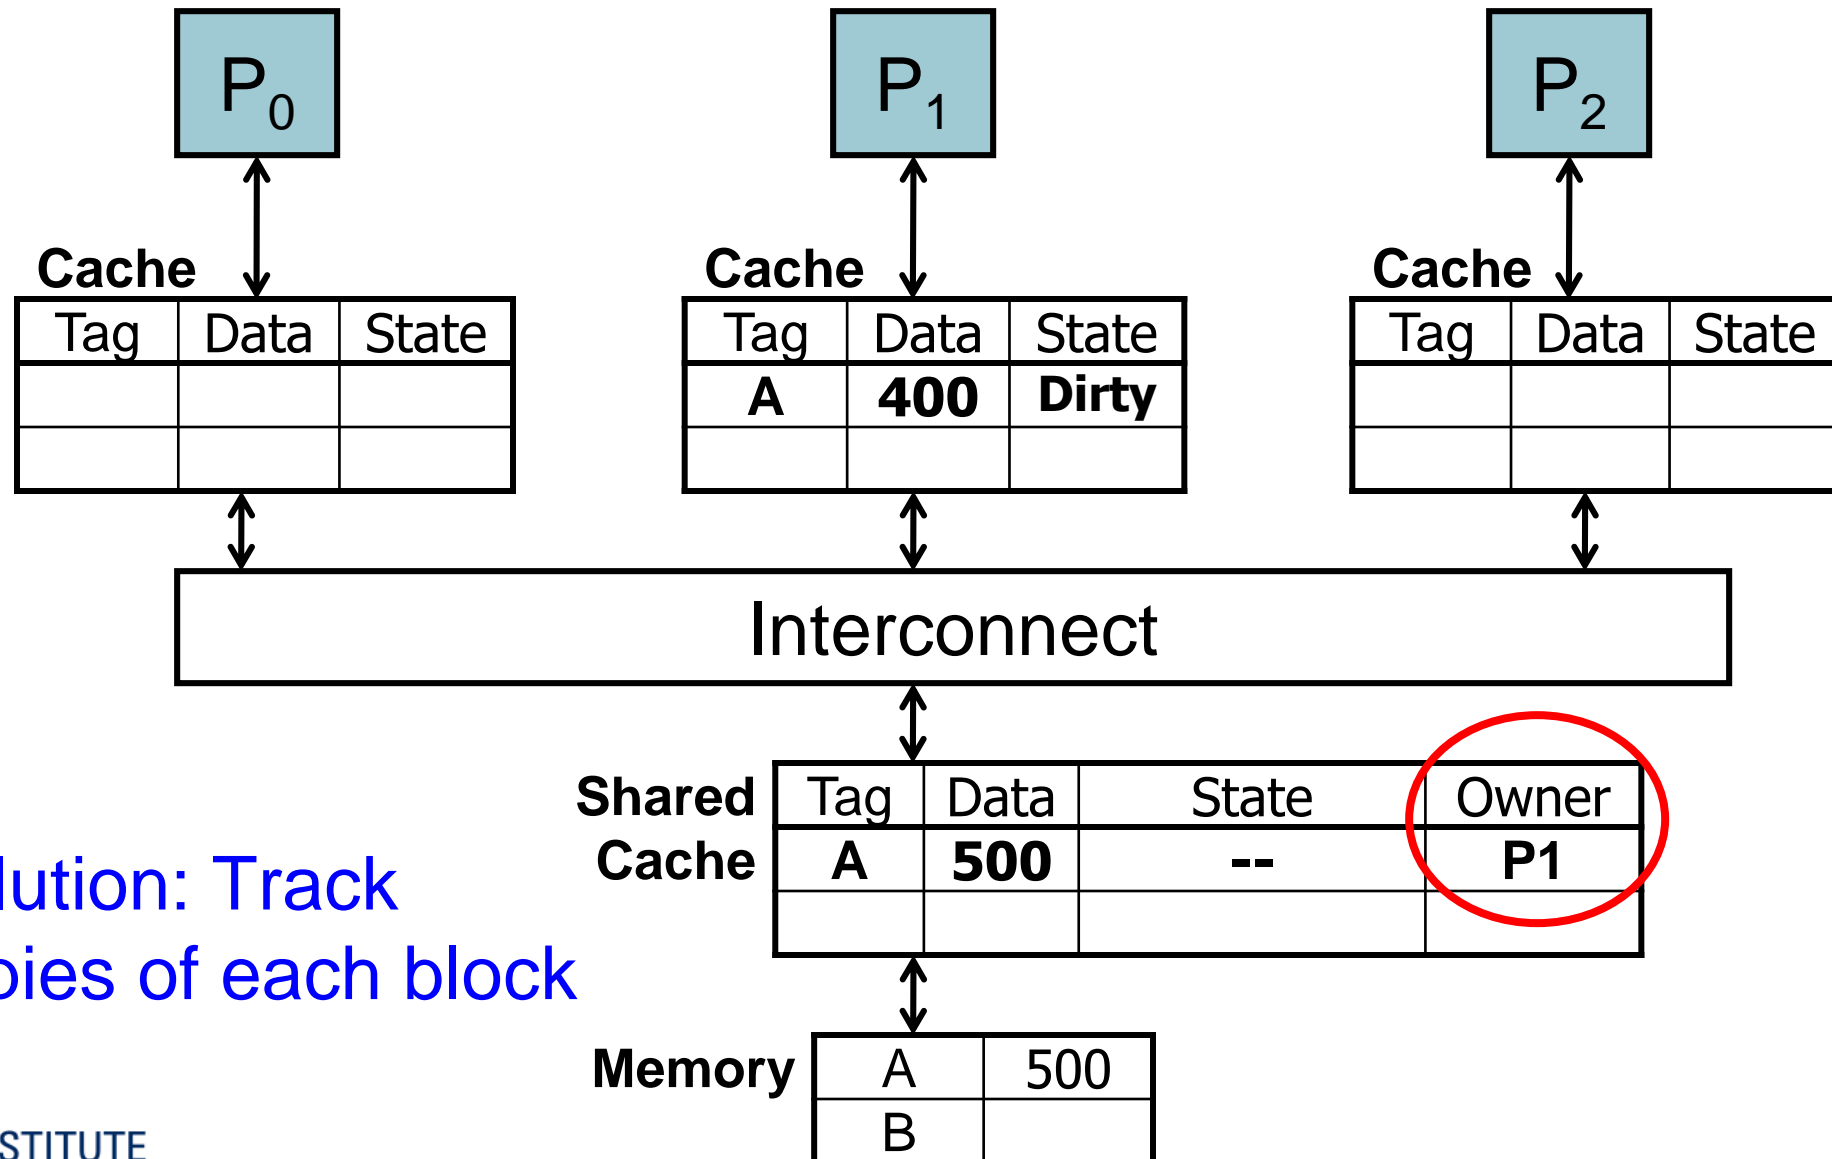 P0
P1
P2
Cache
Cache
Cache
Tag Data State
Tag Data State
Tag Data State
A 400 Dirty
Interconnect
Shared Cache
Tag Data State Owner
A 500 -- P1
lution: Track
pies of each block
Memory
A 500
B
STITUTE